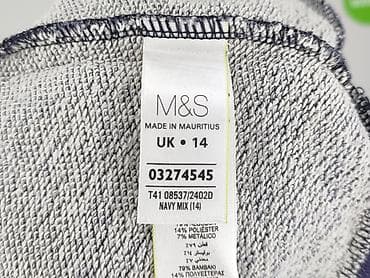 M&S
MADE IN MAURITIUS
UK • 14
03274545
T41 08537/2402D
NAVY MIX (14)
14% POLIESTER
7% METÁLICO
79% BAMBAKI
14% ΠΟΛΥΕΣΤΕΡΑΣ